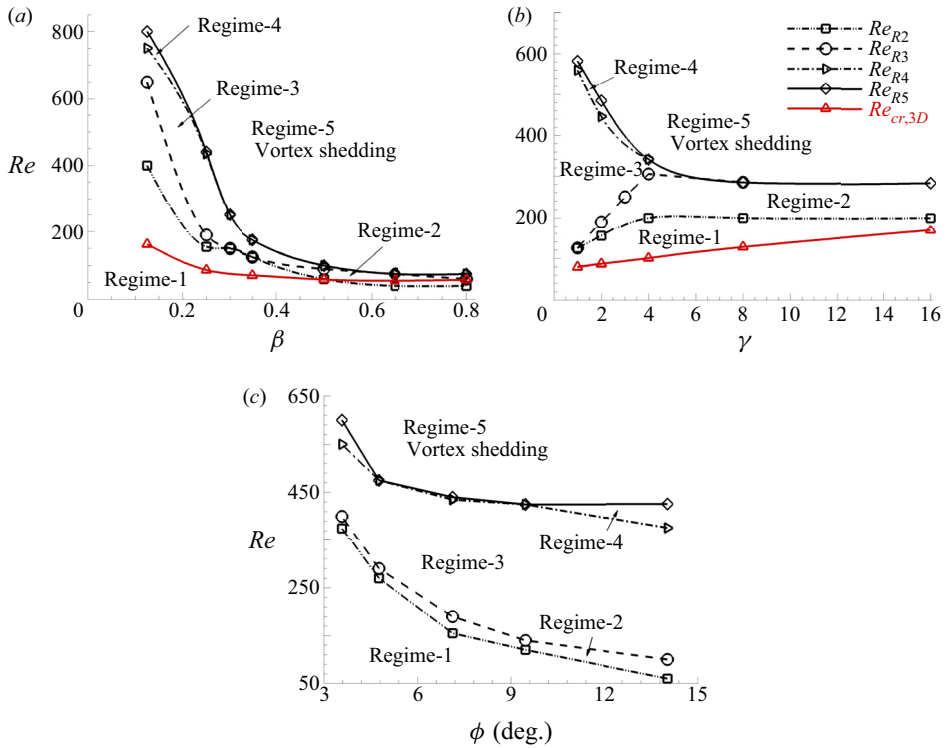 (a)
800
600
Re
400
200
0
0.2
0.4
0.6
0.8
β
Regime-4
Regime-3
Regime-5
Vortex shedding
Regime-2
Regime-1
(b)
600
400
200
0
2
4
6
8
10
12
14
16
γ
Regime-4
Regime-5
Vortex shedding
Regime-3
Regime-2
Regime-1
Re_R2
Re_R3
Re_R4
Re_R5
Re_cr,3D
(c)
650
450
Re
250
50
3
6
9
12
15
ϕ (deg.)
Regime-5
Vortex shedding
Regime-4
Regime-3
Regime-2
Regime-1